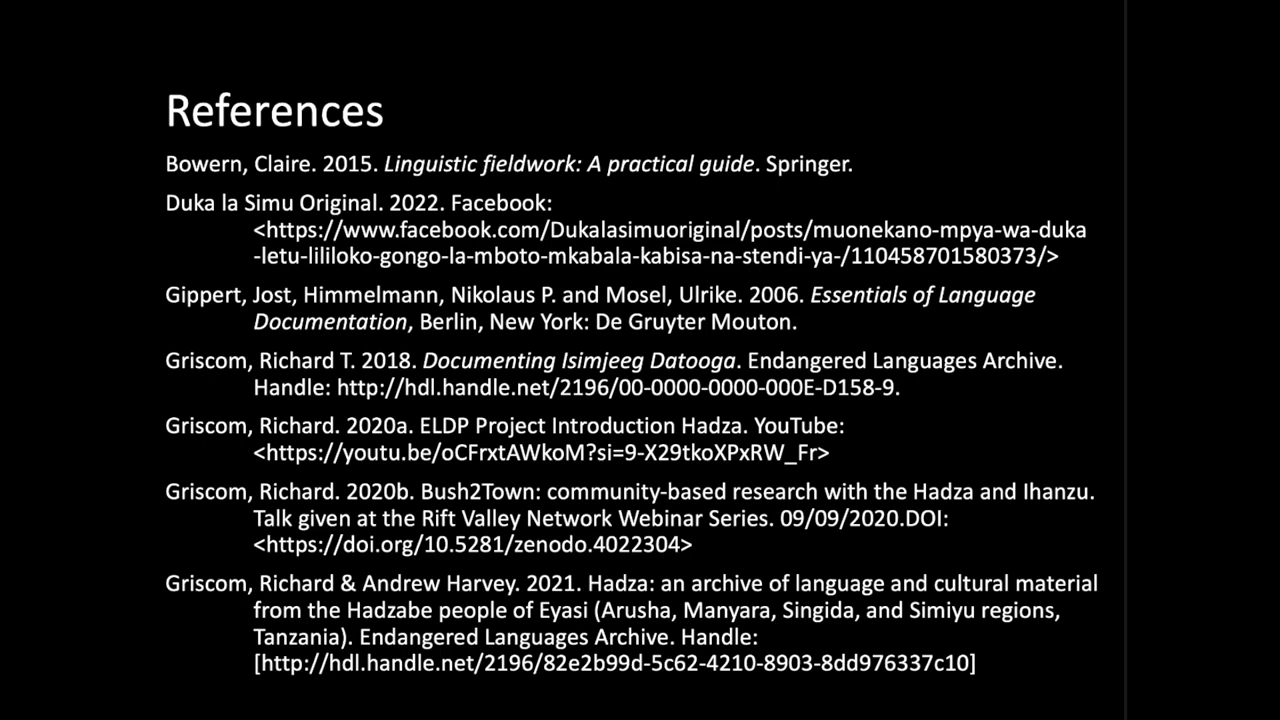 References
Bowern, Claire. 2015. Linguistic fieldwork: A practical guide. Springer.
Duka la Simu Original. 2022. Facebook:
<https://www.facebook.com/Dukalasimuoriginal/posts/muonekano-mpya-wa-duka
-letu-lililoko-gongo-la-mboto-mkabala-kabisa-na-stendi-ya-/110458701580373/>
Gippert, Jost, Himmelmann, Nikolaus P. and Mosel, Ulrike. 2006. Essentials of Language
Documentation, Berlin, New York: De Gruyter Mouton.
Griscom, Richard T. 2018. Documenting Isimjeeg Datooga. Endangered Languages Archive.
Handle: http://hdl.handle.net/2196/00-0000-0000-000E-D158-9.
Griscom, Richard. 2020a. ELDP Project Introduction Hadza. YouTube:
<https://youtu.be/oCFrxtAWkoM?si=9-X29tkoXPxRW_Fr>
Griscom, Richard. 2020b. Bush2Town: community-based research with the Hadza and Ihanzu.
Talk given at the Rift Valley Network Webinar Series. 09/09/2020.DOI:
<https://doi.org/10.5281/zenodo.4022304>
Griscom, Richard & Andrew Harvey. 2021. Hadza: an archive of language and cultural material
from the Hadzabe people of Eyasi (Arusha, Manyara, Singida, and Simiyu regions,
Tanzania). Endangered Languages Archive. Handle:
[http://hdl.handle.net/2196/82e2b99d-5c62-4210-8903-8dd976337c10]